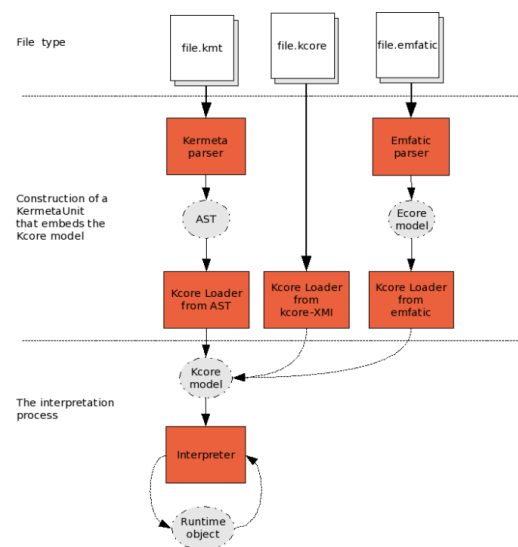 File type
file.kmt
file.kcore
file.emfatic
Kermeta
parser
Emfatic
parser
Construction of a
KermetaUnit
that embeds the
Kcore model
AST
Ecore
model
Kcore Loader
from AST
Kcore Loader
from
kcore-XMI
Kcore Loader
from
emfatic
Kcore
model
The interpretation
process
Interpreter
Runtime
object